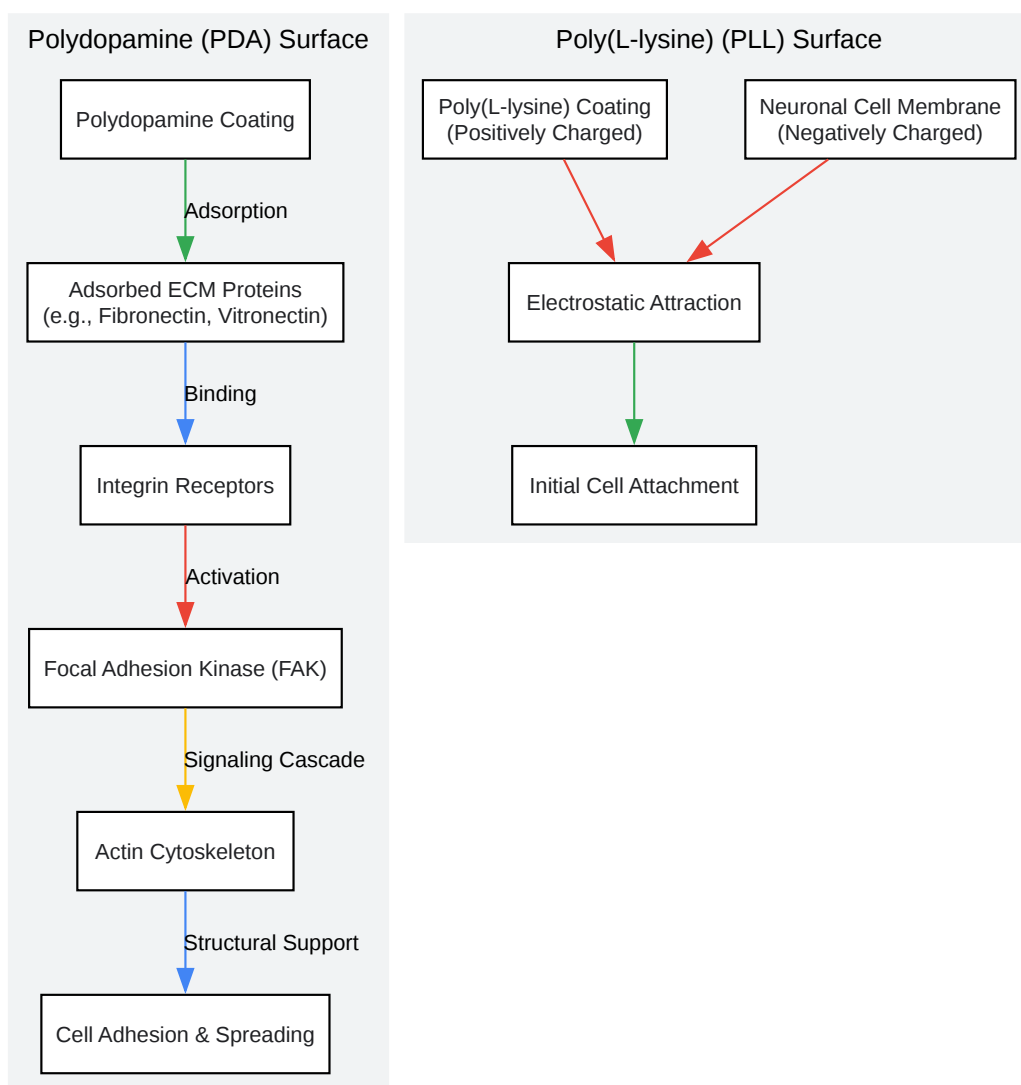 Polydopamine (PDA) Surface
Polydopamine Coating
Adsorption
Adsorbed ECM Proteins
(e.g., Fibronectin, Vitronectin)
Binding
Integrin Receptors
Activation
Focal Adhesion Kinase (FAK)
Signaling Cascade
Actin Cytoskeleton
Structural Support
Cell Adhesion & Spreading
Poly(L-lysine) (PLL) Surface
Poly(L-lysine) Coating
(Positively Charged)
Neuronal Cell Membrane
(Negatively Charged)
Electrostatic Attraction
Initial Cell Attachment